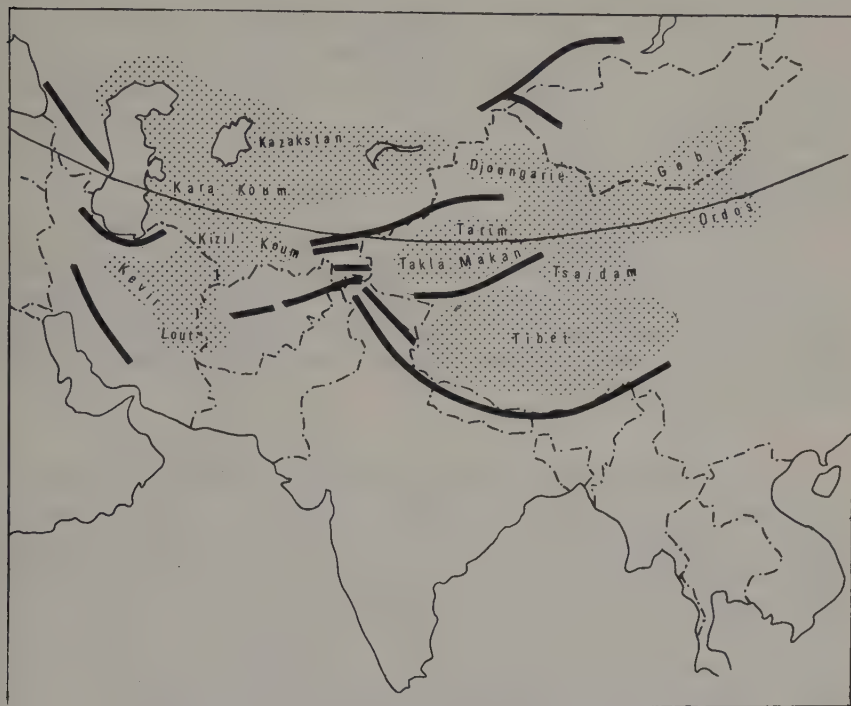 Kazakstan
Djoungarie
Gobi
Kara Koum
Ordos
Tarim
Kizil Koum
Takla Makan
Tsaidam
Kevir
Lout
Tibet